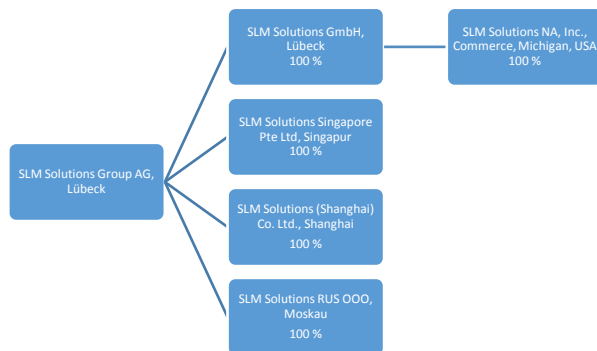 SLM Solutions Group AG,
Lübeck
SLM Solutions GmbH,
Lübeck
100 %
SLM Solutions NA, Inc.,
Commerce, Michigan, USA
100 %
SLM Solutions Singapore
Pte Ltd, Singapur
100 %
SLM Solutions (Shanghai)
Co. Ltd., Shanghai
100 %
SLM Solutions RUS OOO,
Moskau
100 %